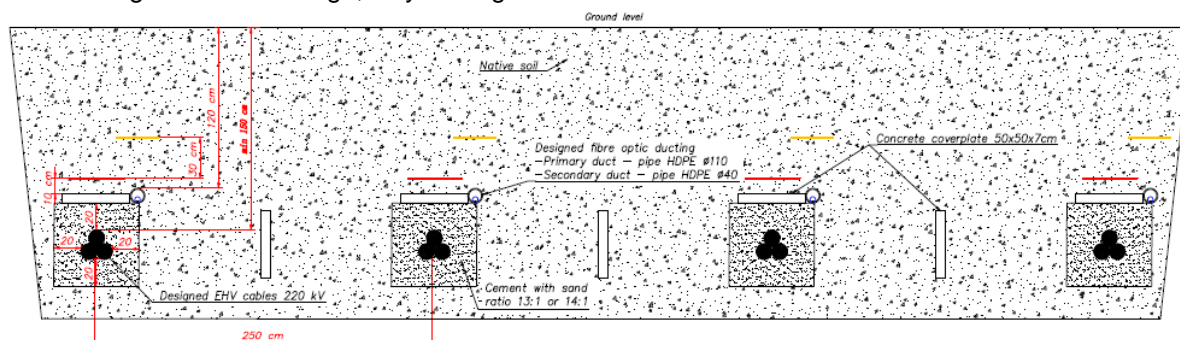 Ground level
Native soil
120 cm
min 150 cm
30 cm
10 cm
Designed fibre optic ducting
-Primary duct - pipe HDPE ø110
-Secondary duct - pipe HDPE ø40
Concrete coverplate 50x50x7cm
20
20
20
20
Designed EHV cables 220 kV
Cement with sand
ratio 13:1 or 14:1
250 cm